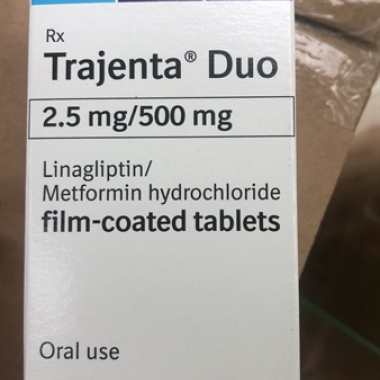 Rx
Trajenta® Duo
2.5 mg/500 mg
Linagliptin/
Metformin hydrochloride
film-coated tablets
Oral use